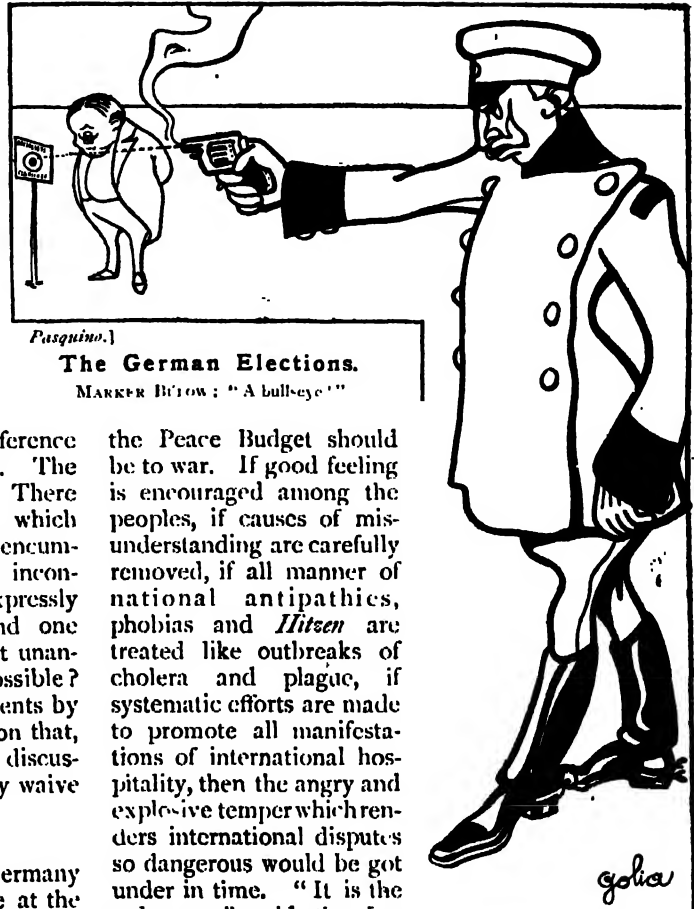 Pasquino.]
The German Elections.
MARKER BÜLOW: "A bulls-eye!"
ference
. The
There
which
encum-
incon-
xpressly
nd one
t unan-
ossible?
ents by
on that,
discus-
y waive
ermany
e at the
the Peace Budget should
be to war. If good feeling
is encouraged among the
peoples, if causes of mis-
understanding are carefully
removed, if all manner of
national antipathies,
phobias and Hitzen are
treated like outbreaks of
cholera and plague, if
systematic efforts are made
to promote all manifesta-
tions of international hos-
pitality, then the angry and
explosive temper which ren-
ders international disputes
so dangerous would be got
under in time. "It is the
golia